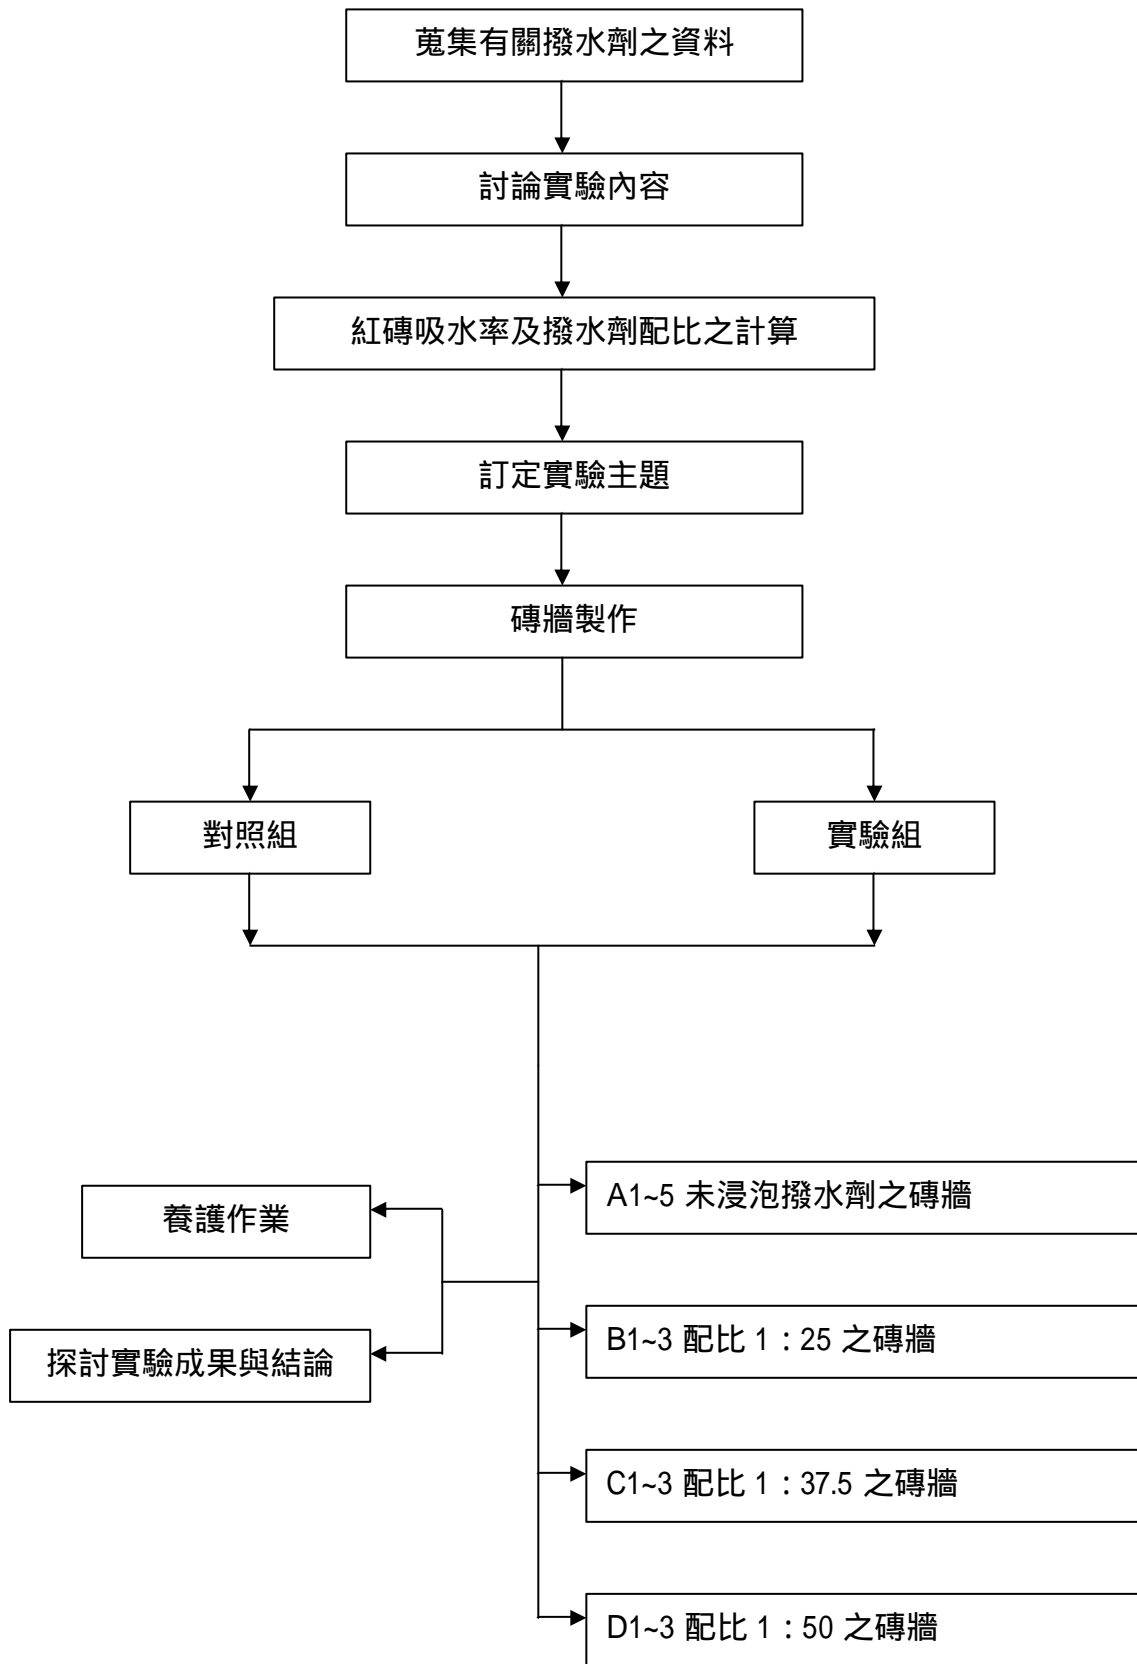 蒐集有關撥水劑之資料
討論實驗內容
紅磚吸水率及撥水劑配比之計算
訂定實驗主題
磚牆製作
對照組
實驗組
A1~5 未浸泡撥水劑之磚牆
養護作業
B1~3 配比 1：25 之磚牆
探討實驗成果與結論
C1~3 配比 1：37.5 之磚牆
D1~3 配比 1：50 之磚牆